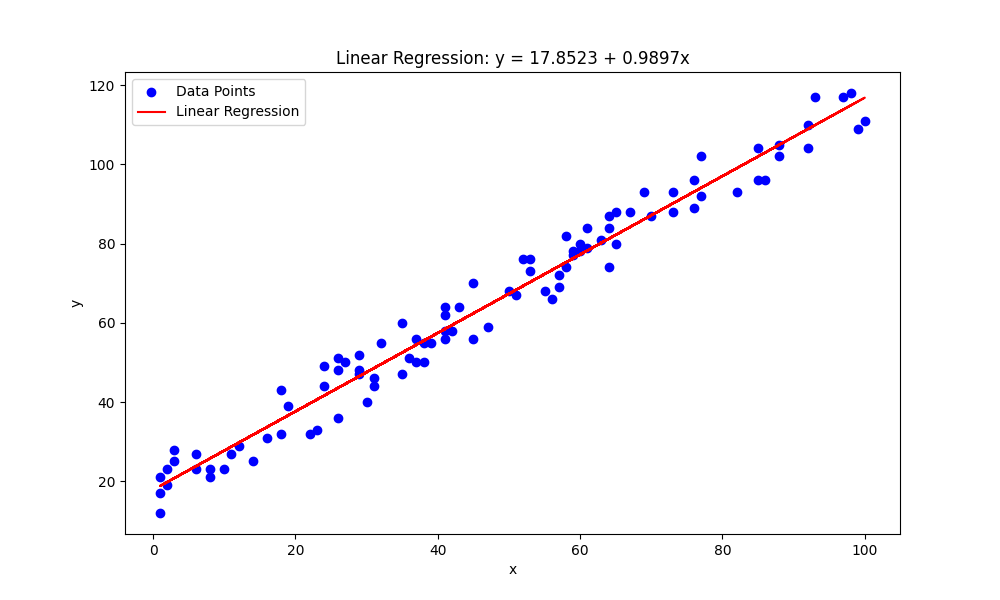 Linear Regression: y = 17.8523 + 0.9897x
Data Points
Linear Regression
120
100
80
60
40
20
y
0 20 40 60 80 100
x